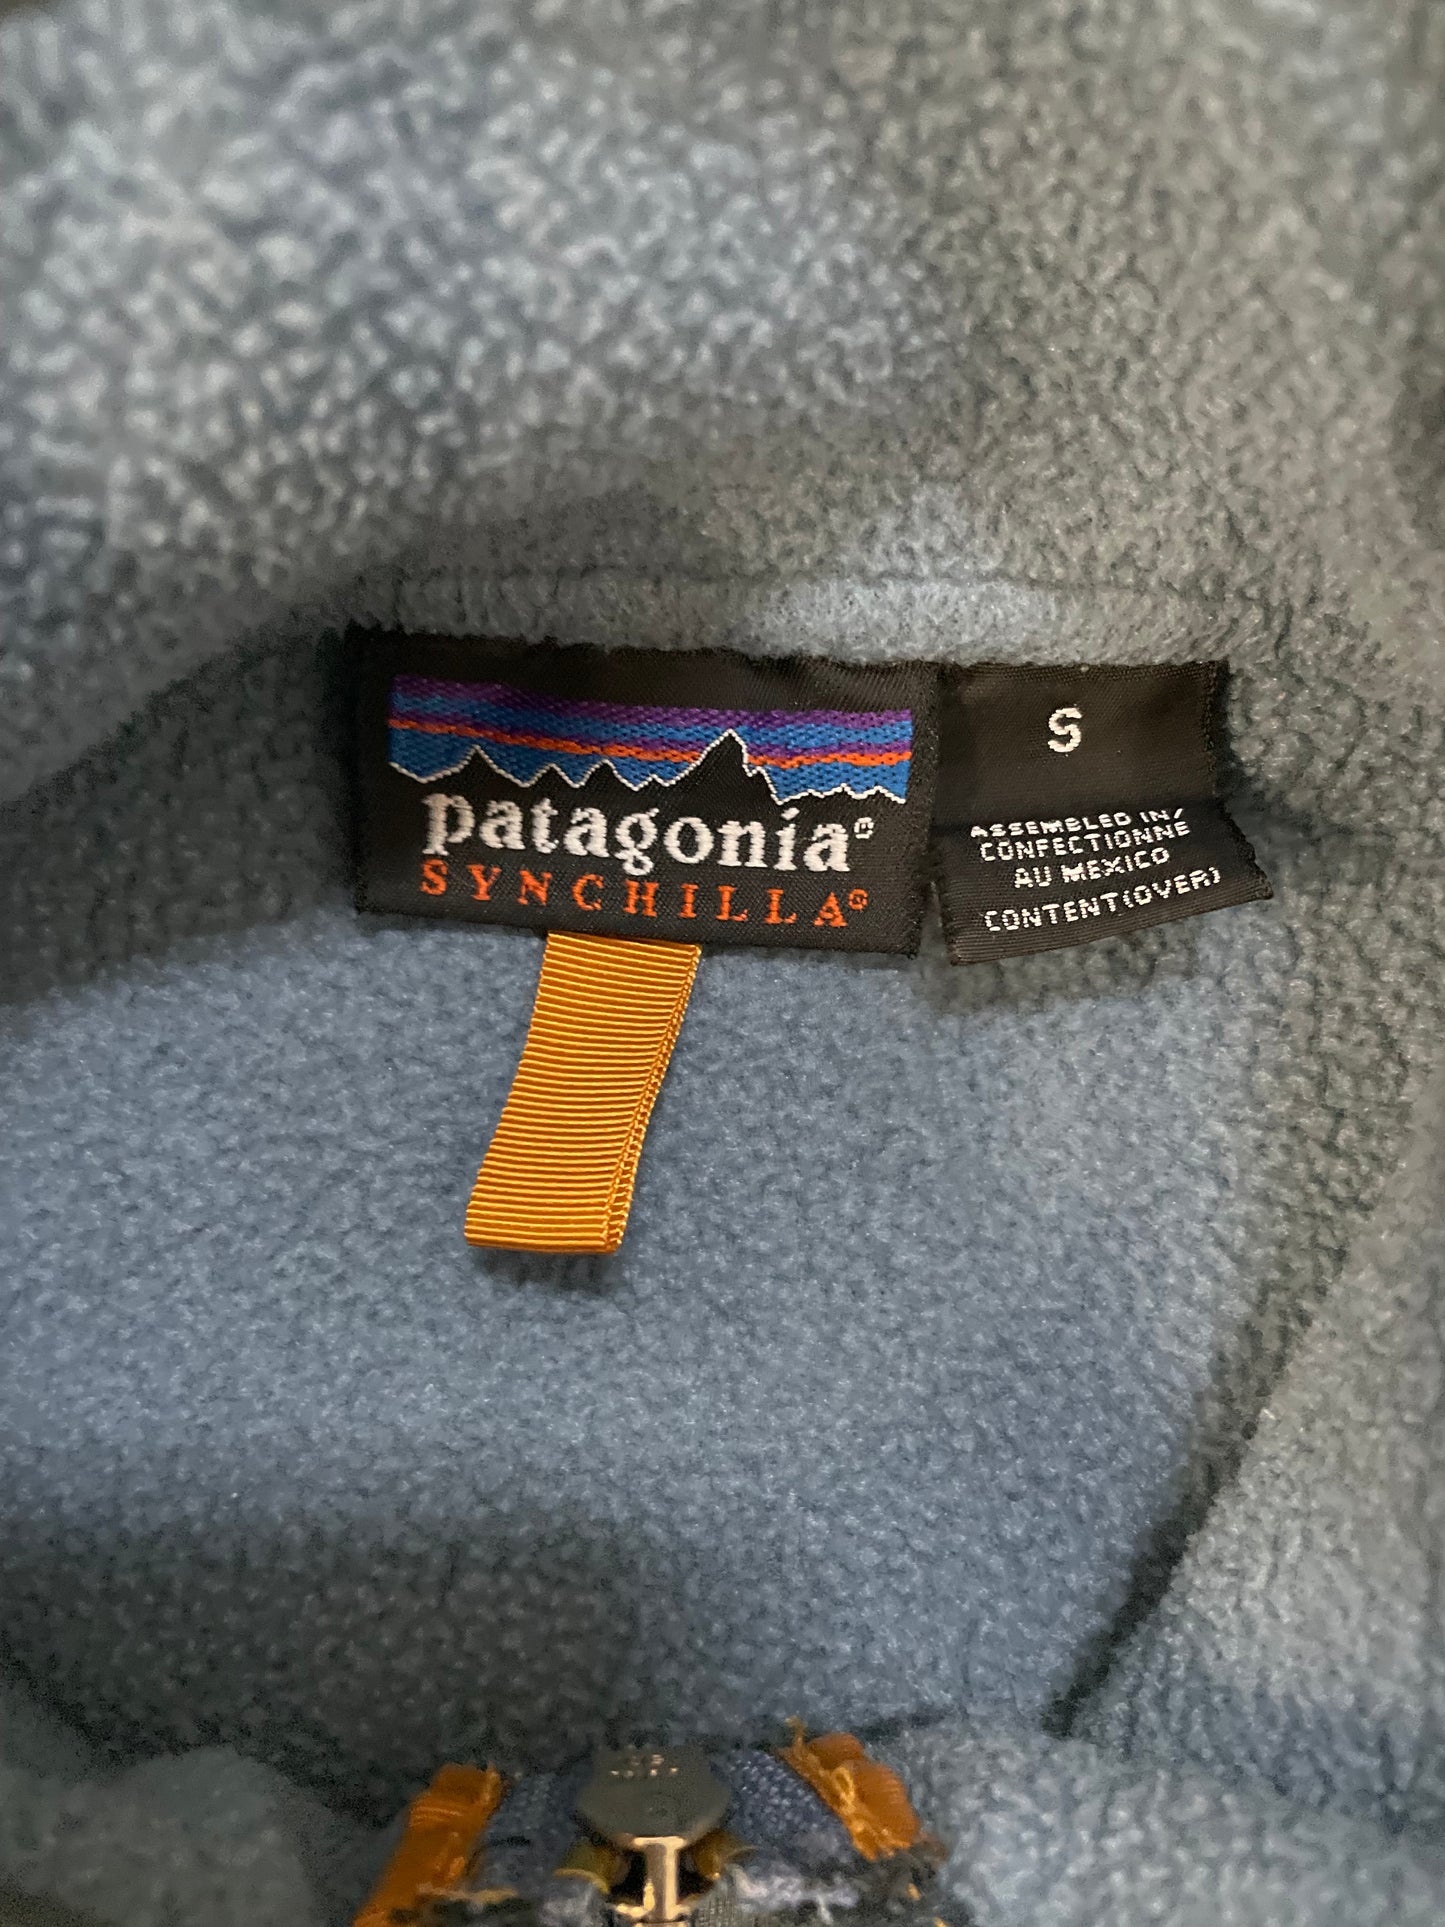 patagonia®
SYNCHILLA®
S
ASSEMBLED IN/
CONFECTIONNE
AU MEXICO
CONTENT(OVER)